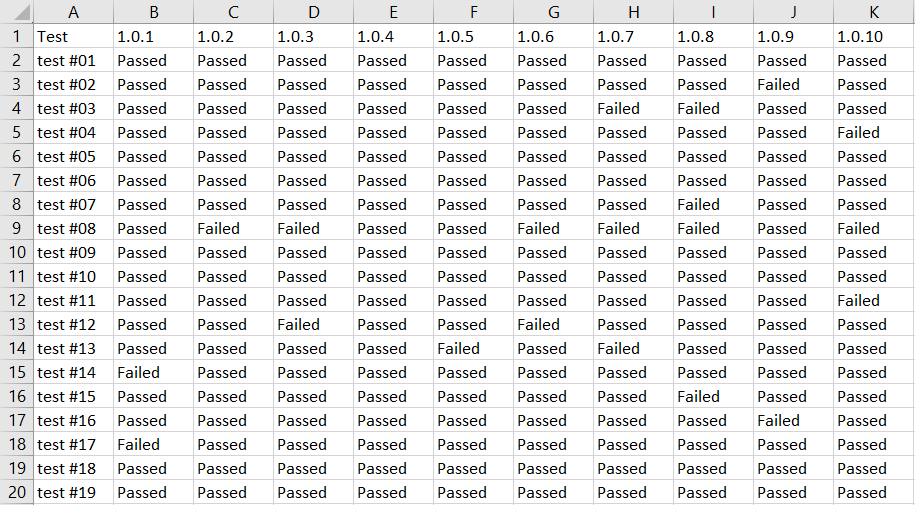 A B C D E F G H I J K
1 Test 1.0.1 1.0.2 1.0.3 1.0.4 1.0.5 1.0.6 1.0.7 1.0.8 1.0.9 1.0.10
2 test #01 Passed Passed Passed Passed Passed Passed Passed Passed Passed Passed
3 test #02 Passed Passed Passed Passed Passed Passed Passed Passed Failed Passed
4 test #03 Passed Passed Passed Passed Passed Passed Failed Failed Passed Passed
5 test #04 Passed Passed Passed Passed Passed Passed Passed Passed Passed Failed
6 test #05 Passed Passed Passed Passed Passed Passed Passed Passed Passed Passed
7 test #06 Passed Passed Passed Passed Passed Passed Passed Passed Passed Passed
8 test #07 Passed Passed Passed Passed Passed Passed Passed Failed Passed Passed
9 test #08 Passed Failed Failed Passed Passed Failed Failed Failed Passed Failed
10 test #09 Passed Passed Passed Passed Passed Passed Passed Passed Passed Passed
11 test #10 Passed Passed Passed Passed Passed Passed Passed Passed Passed Passed
12 test #11 Passed Passed Passed Passed Passed Passed Passed Passed Passed Failed
13 test #12 Passed Passed Failed Passed Passed Failed Passed Passed Passed Passed
14 test #13 Passed Passed Passed Passed Failed Passed Failed Passed Passed Passed
15 test #14 Failed Passed Passed Passed Passed Passed Passed Passed Passed Passed
16 test #15 Passed Passed Passed Passed Passed Passed Passed Failed Passed Passed
17 test #16 Passed Passed Passed Passed Passed Passed Passed Passed Failed Passed
18 test #17 Failed Passed Passed Passed Passed Passed Passed Passed Passed Passed
19 test #18 Passed Passed Passed Passed Passed Passed Passed Passed Passed Passed
20 test #19 Passed Passed Passed Passed Passed Passed Passed Passed Passed Passed